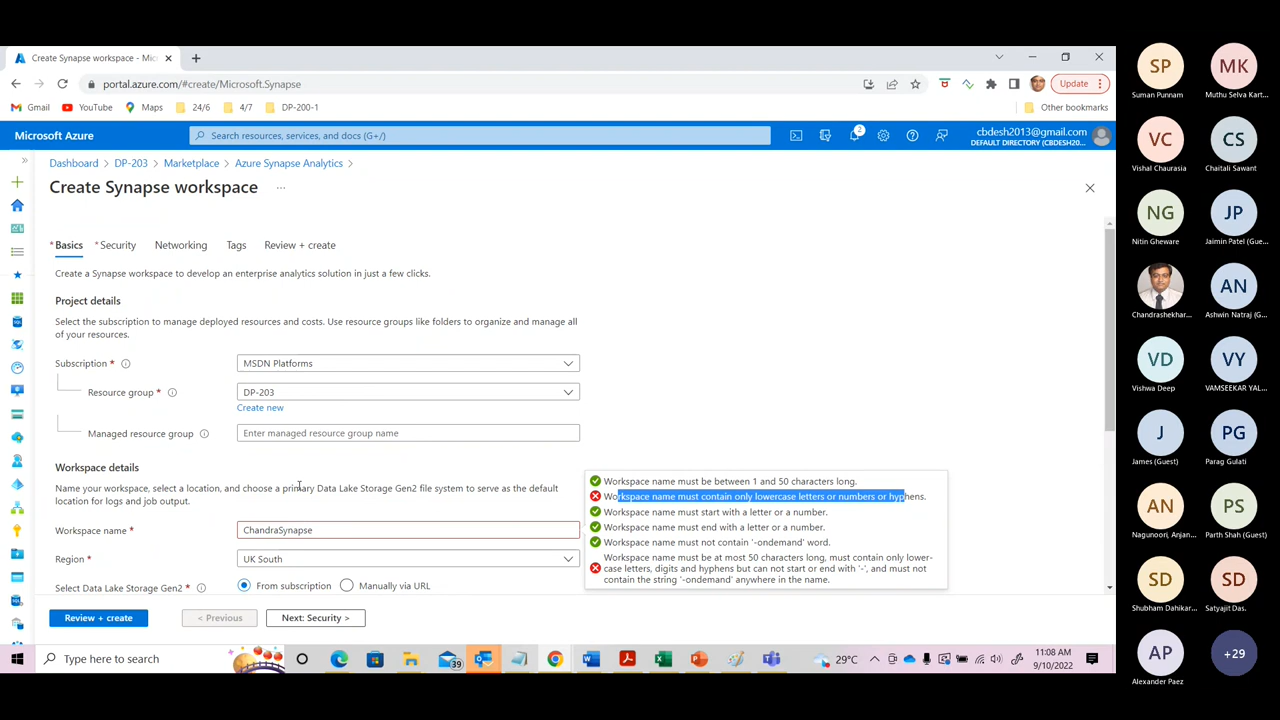 Create Synapse workspace - Mic
portal.azure.com/#create/Microsoft.Synapse
Update
Gmail
YouTube
Maps
24/6
4/7
DP-200-1
Other bookmarks
Microsoft Azure
Search resources, services, and docs (G+/)
2
cbdesh2013@gmail.com
DEFAULT DIRECTORY (CBDESH20...
Dashboard > DP-203 > Marketplace > Azure Synapse Analytics >
Create Synapse workspace ...
* Basics
* Security
Networking
Tags
Review + create
Create a Synapse workspace to develop an enterprise analytics solution in just a few clicks.
Project details
Select the subscription to manage deployed resources and costs. Use resource groups like folders to organize and manage all
of your resources.
Subscription *
MSDN Platforms
Resource group *
DP-203
Create new
Managed resource group
Enter managed resource group name
Workspace details
Name your workspace, select a location, and choose a primary Data Lake Storage Gen2 file system to serve as the default
location for logs and job output.
Workspace name *
ChandraSynapse
Workspace name must be between 1 and 50 characters long.
Workspace name must contain only lowercase letters or numbers or hyphens.
Workspace name must start with a letter or a number.
Workspace name must end with a letter or a number.
Workspace name must not contain '-ondemand' word.
Workspace name must be at most 50 characters long, must contain only lower-
case letters, digits and hyphens but can not start or end with '-', and must not
contain the string '-ondemand' anywhere in the name.
Region *
UK South
Select Data Lake Storage Gen2 *
From subscription
Manually via URL
Review + create
< Previous
Next: Security >
Type here to search
39
29°C
11:08 AM
9/10/2022
SP
Suman Punnam
MK
Muthu Selva Kart...
VC
Vishal Chaurasia
CS
Chaitali Sawant
NG
Nitin Gheware
JP
Jaimin Patel (Gue...
Chandrashekhar...
AN
Ashwin Natraj (G...
VD
Vishwa Deep
VY
VAMSEEKAR YAL...
J
James (Guest)
PG
Parag Gulati
AN
Nagunoori, Anjan...
PS
Parth Shah (Guest)
SD
Shubham Dahikar...
SD
Satyajit Das.
AP
Alexander Paez
+29